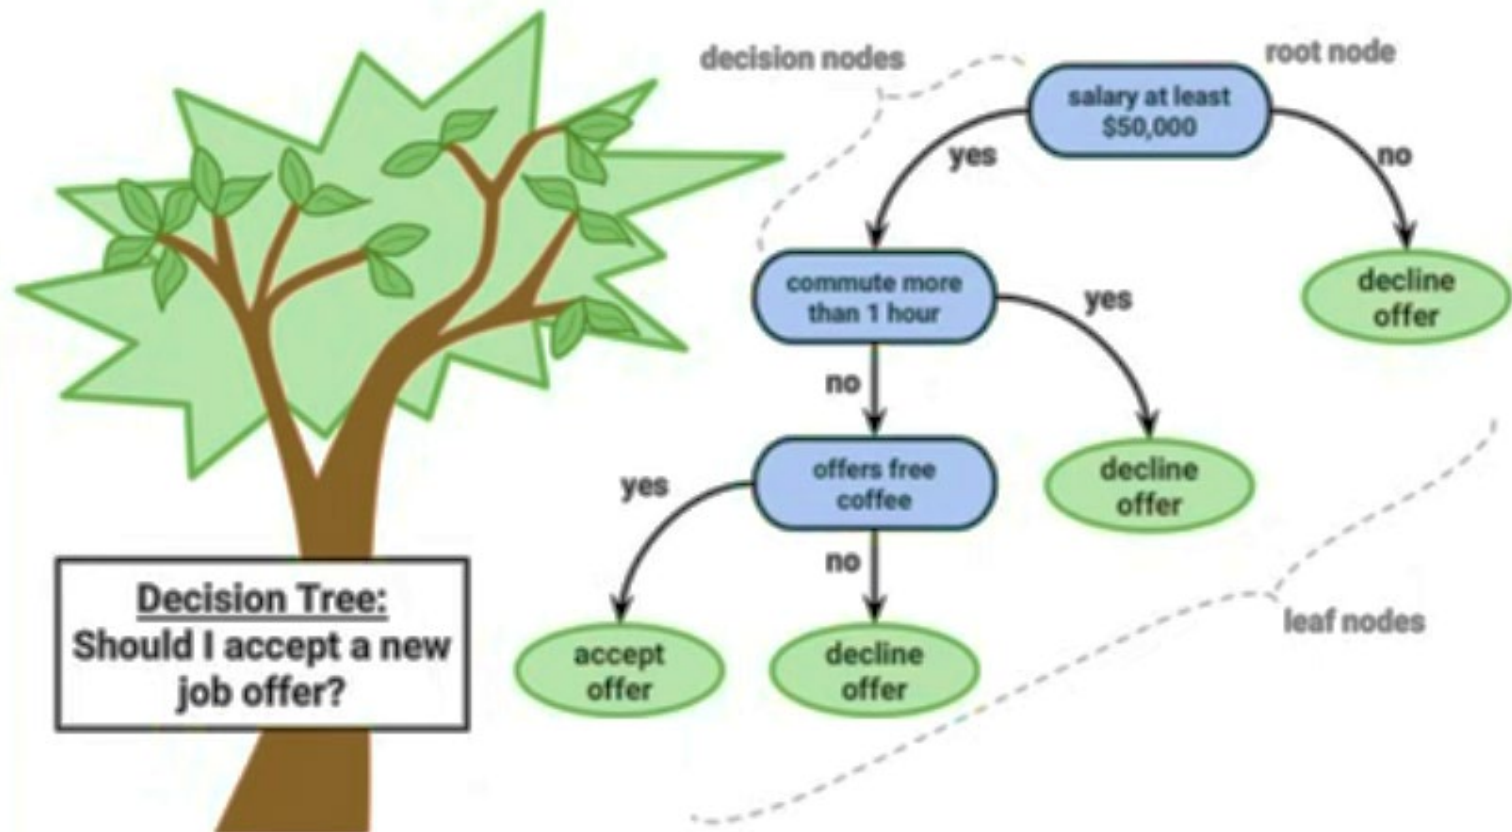 decision nodes
root node
salary at least
$50,000
yes
no
commute more
than 1 hour
yes
decline
offer
no
offers free
coffee
decline
offer
yes
no
Decision Tree:
Should I accept a new
job offer?
accept
offer
decline
offer
leaf nodes